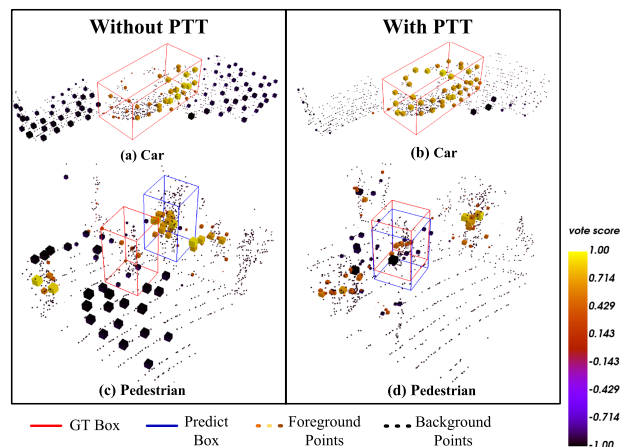 Without PTT
With PTT
(a) Car
(b) Car
(c) Pedestrian
(d) Pedestrian
vote score
1.00
0.714
0.429
0.143
-0.143
-0.429
-0.714
-1.00
GT Box
Predict
Box
Foreground
Points
Background
Points